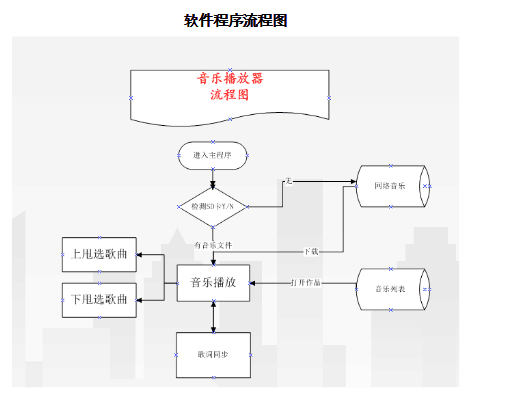 软件程序流程图
音乐播放器
流程图
进入主程序
无
网络音乐
检测SD卡Y/N
有音乐文件
下载
上甩选歌曲
音乐播放
打开作品
音乐列表
下甩选歌曲
歌词同步